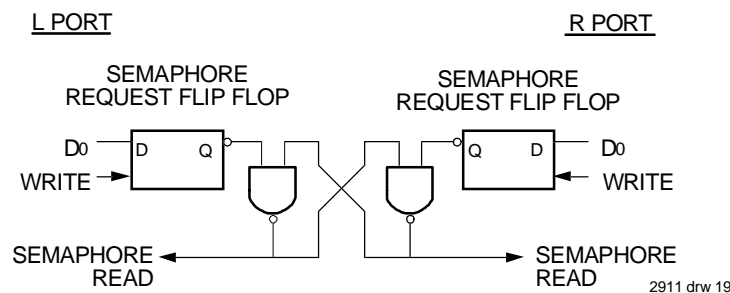 L PORT
R PORT
SEMAPHORE
REQUEST FLIP FLOP
SEMAPHORE
REQUEST FLIP FLOP
D0
D
Q
WRITE
Q
D
D0
WRITE
SEMAPHORE
READ
SEMAPHORE
READ
2911 drw 19